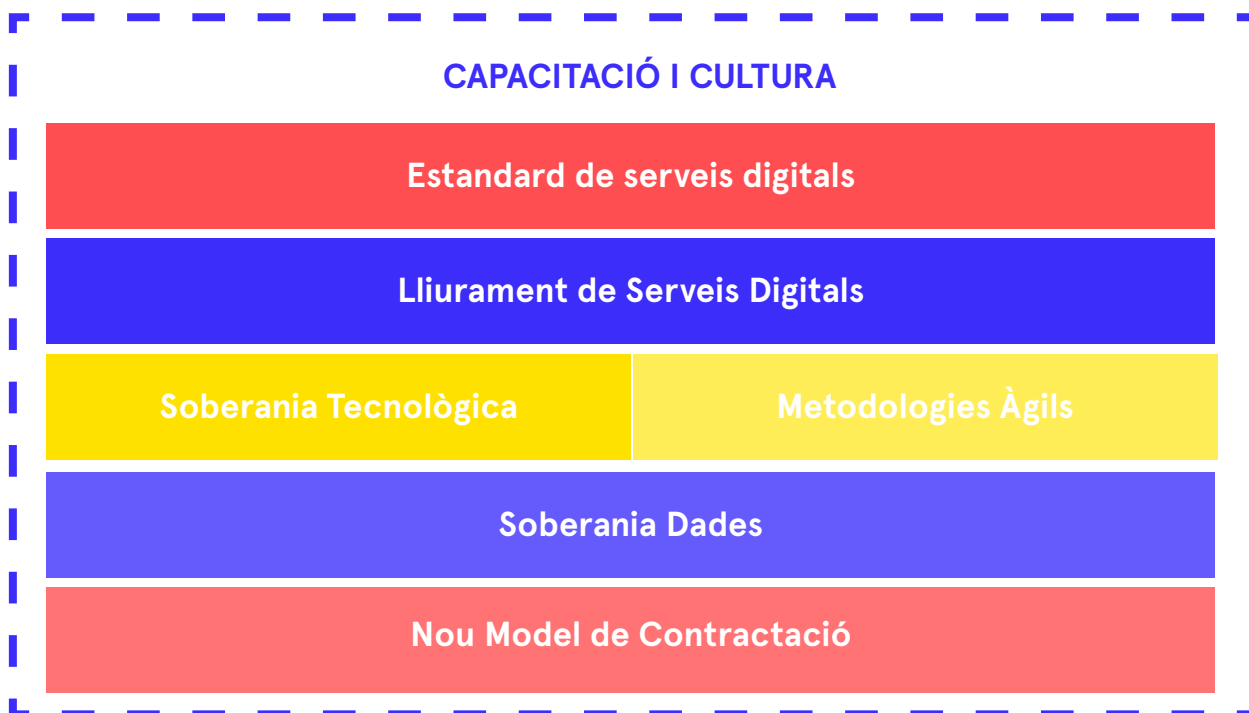 CAPACITACIÓ I CULTURA
Estandard de serveis digitals
Lliurament de Serveis Digitals
Soberania Tecnològica
Metodologies Àgils
Soberania Dades
Nou Model de Contractació